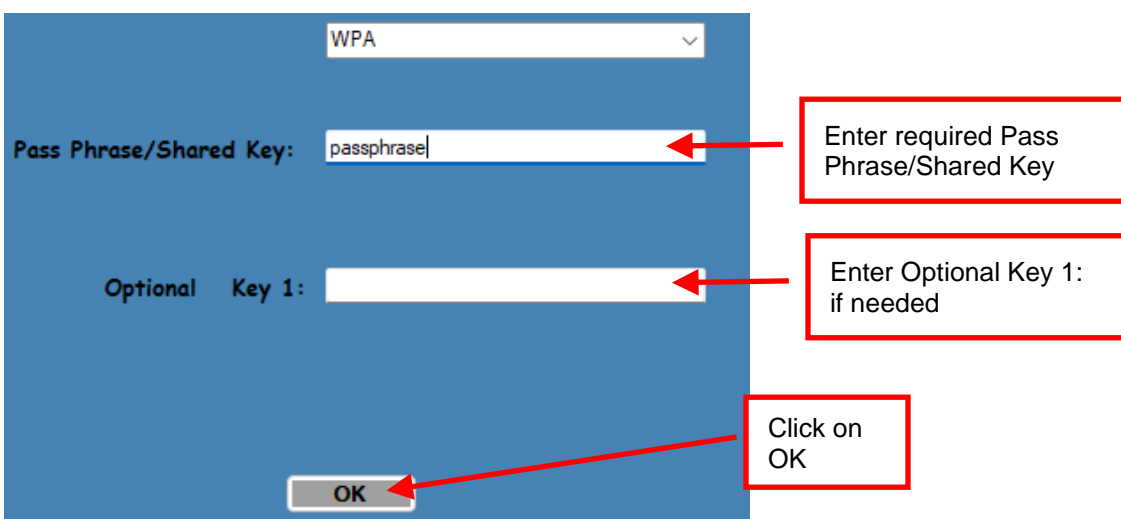 WPA
Pass Phrase/Shared Key:
passphrase
Enter required Pass
Phrase/Shared Key
Optional Key 1:
Enter Optional Key 1:
if needed
Click on
OK
OK